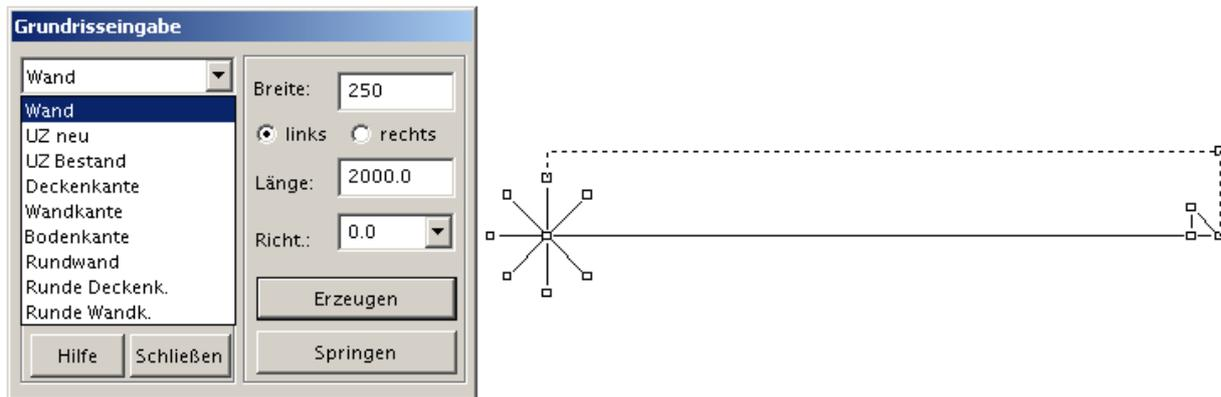 Grundrisseingabe
Wand
Wand
UZ neu
UZ Bestand
Deckenkante
Wandkante
Bodenkante
Rundwand
Runde Deckenk.
Runde Wandk.
Hilfe Schließen
Breite: 250
links rechts
Länge: 2000.0
Richt.: 0.0
Erzeugen
Springen